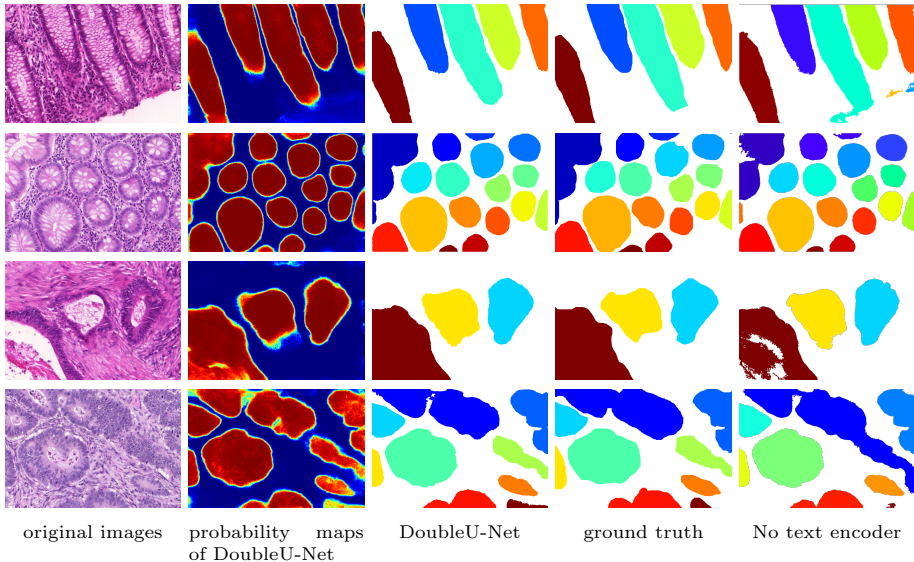 original images
probability maps
of DoubleU-Net
DoubleU-Net
ground truth
No text encoder